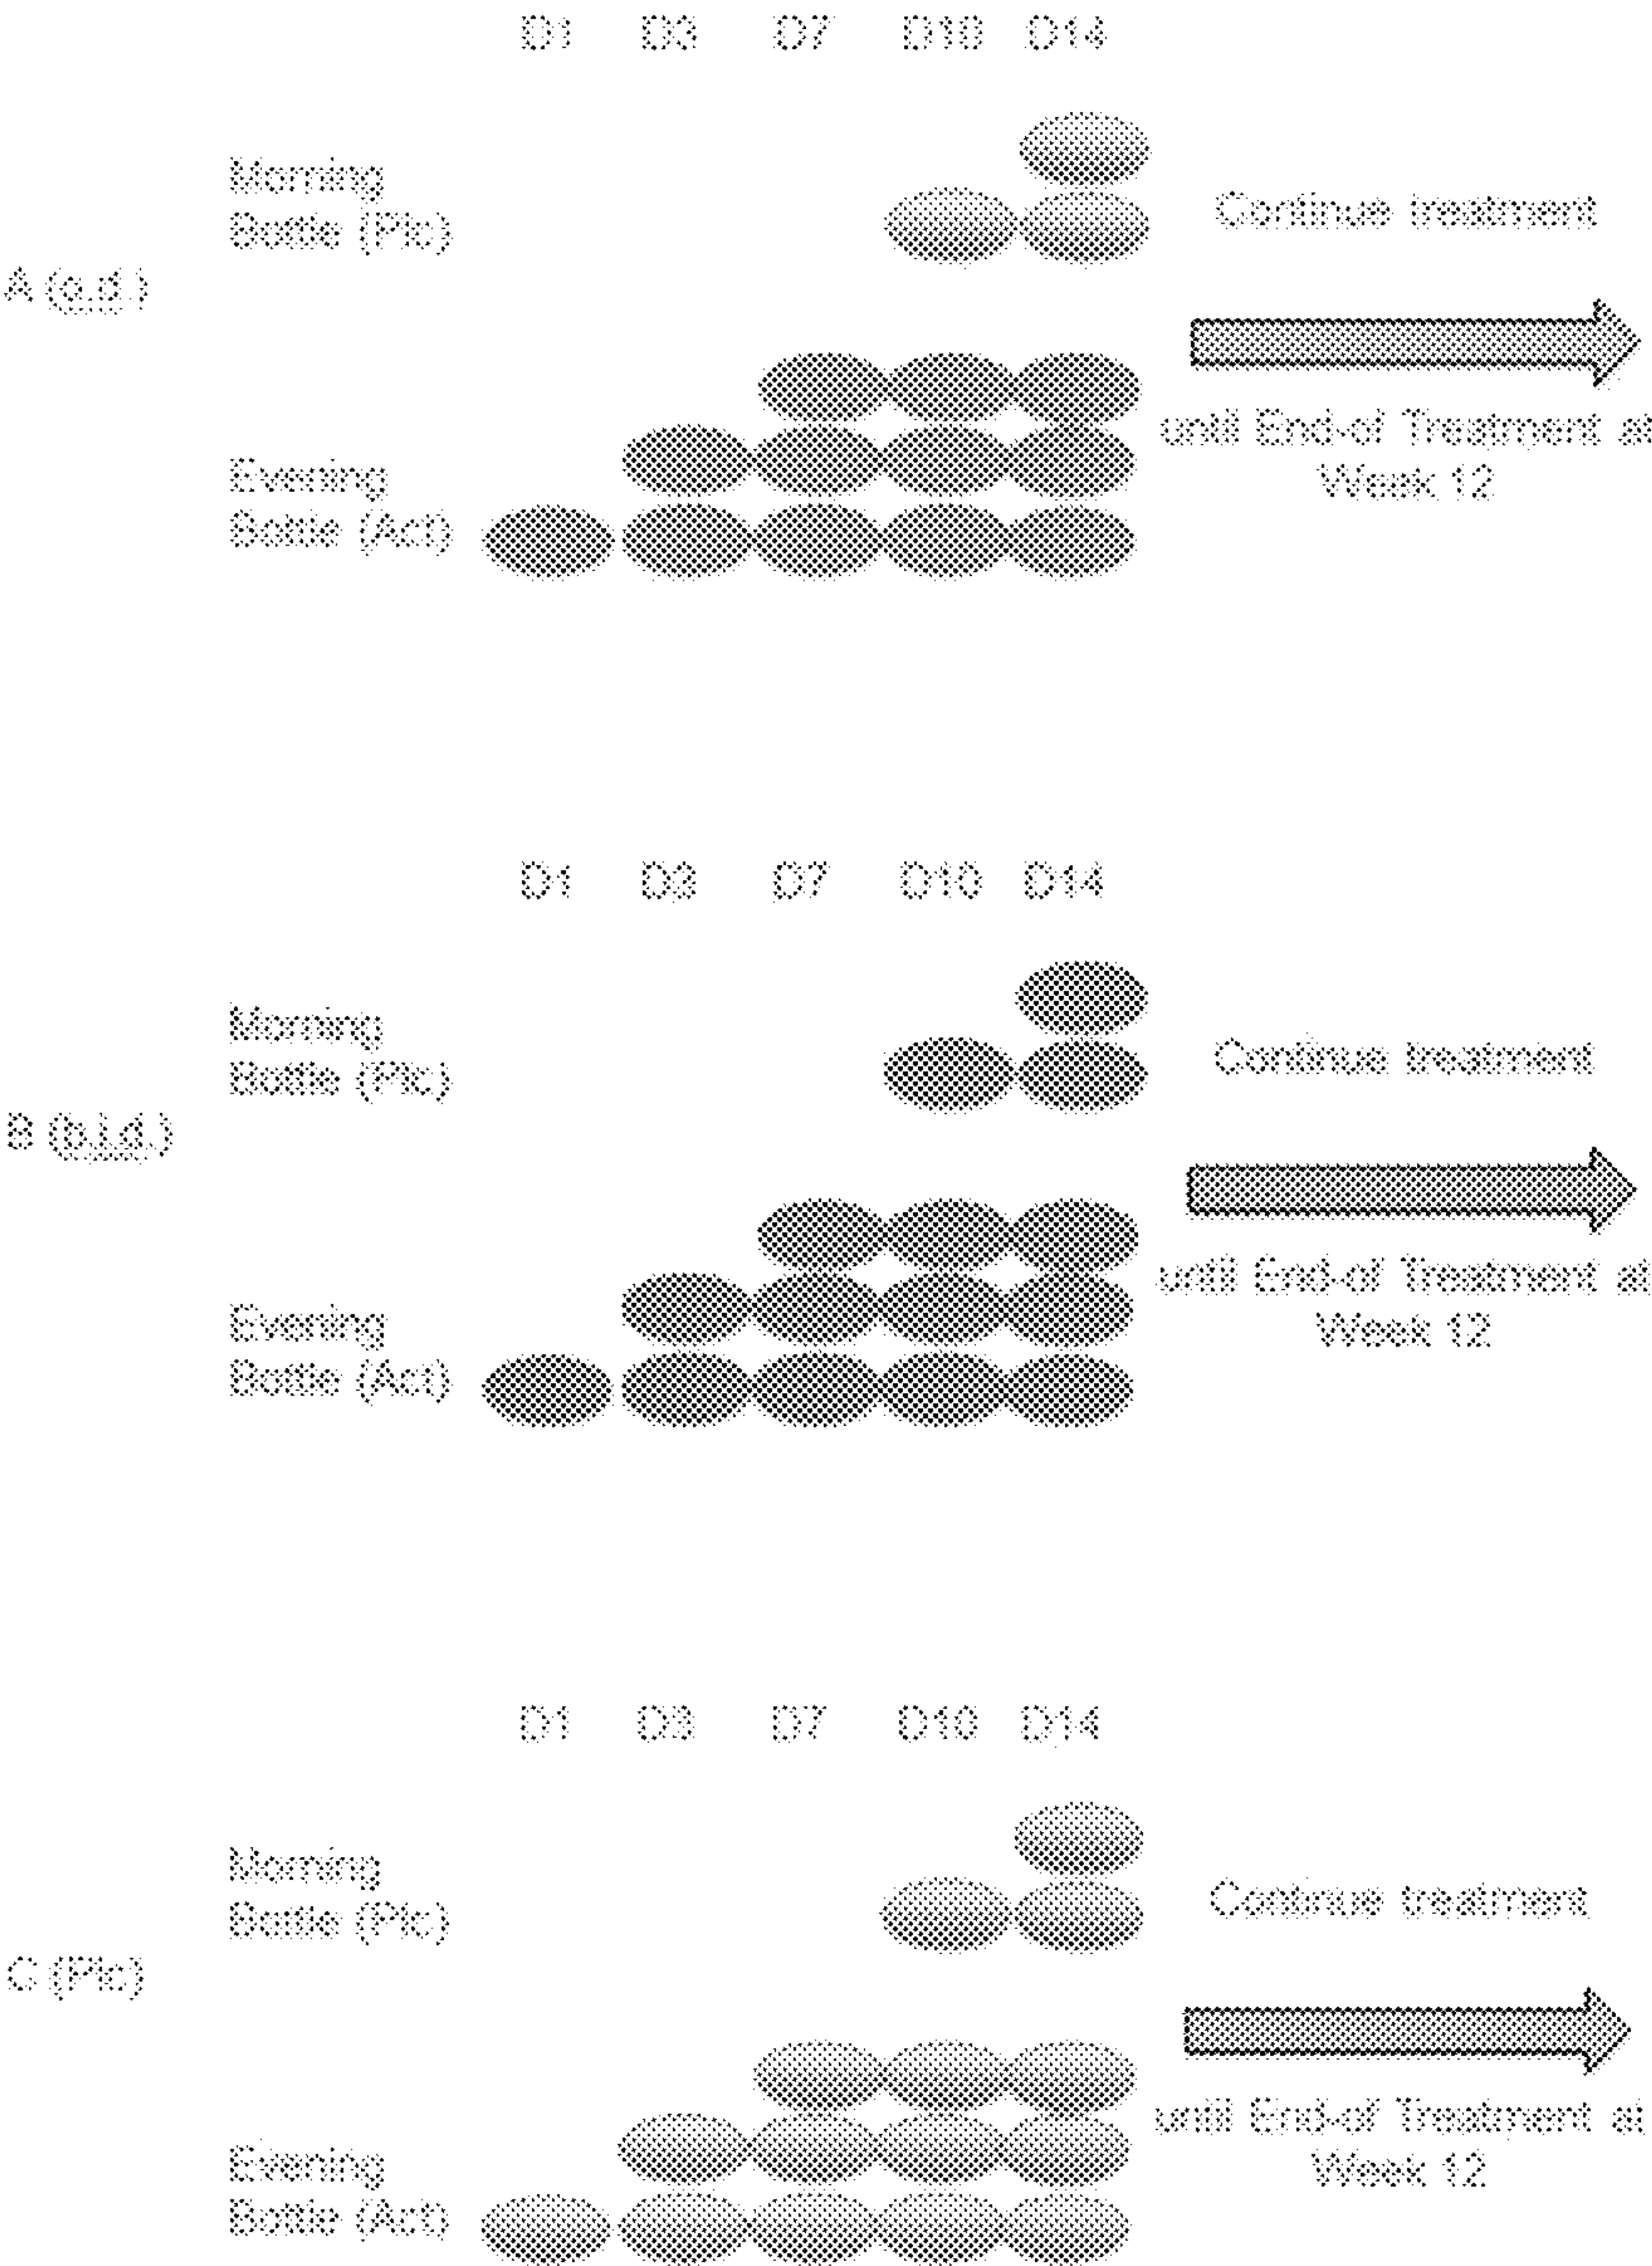 D1 D3 D7 D10 D14
Morning
Bottle (Plc)
A (q.d.)
Evening
Bottle (Act)
Continue treatment
until End-of Treatment at
Week 12
D1 D3 D7 D10 D14
Morning
Bottle (Plc)
B (b.i.d.)
Evening
Bottle (Act)
Continue treatment
until End-of Treatment at
Week 12
D1 D3 D7 D10 D14
Morning
Bottle (Plc)
C (Plc)
Evening
Bottle (Act)
Continue treatment
until End-of Treatment at
Week 12